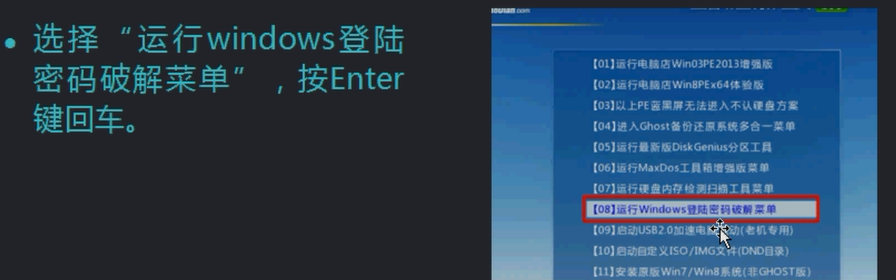 • 选择“运行windows登陆
密码破解菜单”，按Enter
键回车。
【01】运行电脑店Win03PE2013增强版
【02】运行电脑店Win8PEx64体验版
【03】以上PE蓝黑屏无法进入不认硬盘方案
【04】进入Ghost备份还原系统多合一菜单
【05】运行最新版DiskGenius分区工具
【06】运行MaxDos工具箱增强版菜单
【07】运行硬盘内存检测扫描工具菜单
【08】运行Windows登陆密码破解菜单
【09】启动USB2.0加速电脑启动(老机专用)
【10】启动自定义ISO/IMG文件(DND目录)
【11】安装原版Win7/Win8系统(非GHOST版)